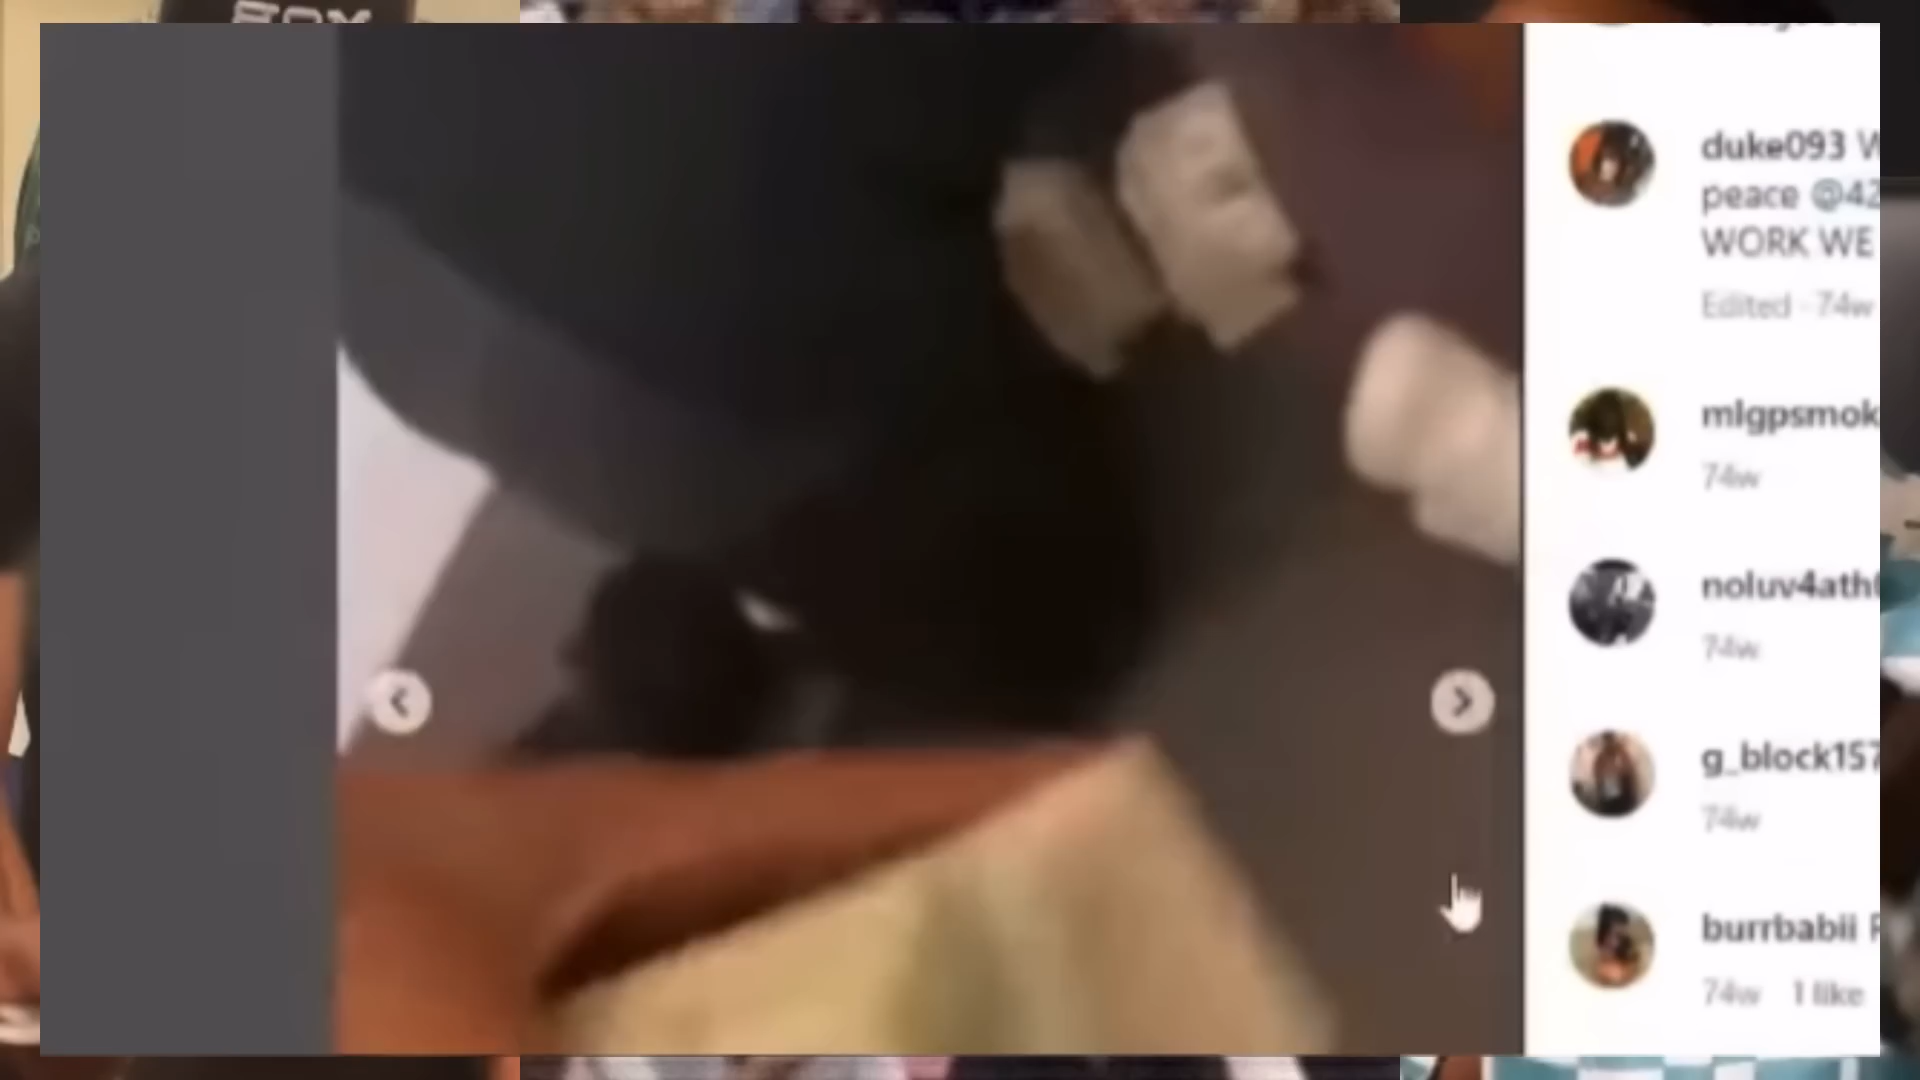 duke093 W
peace @42
WORK WE
Edited · 74w
mlgpsmok
74w
noluv4ath
74w
g_block157
74w
burrbabii
74w 1 like